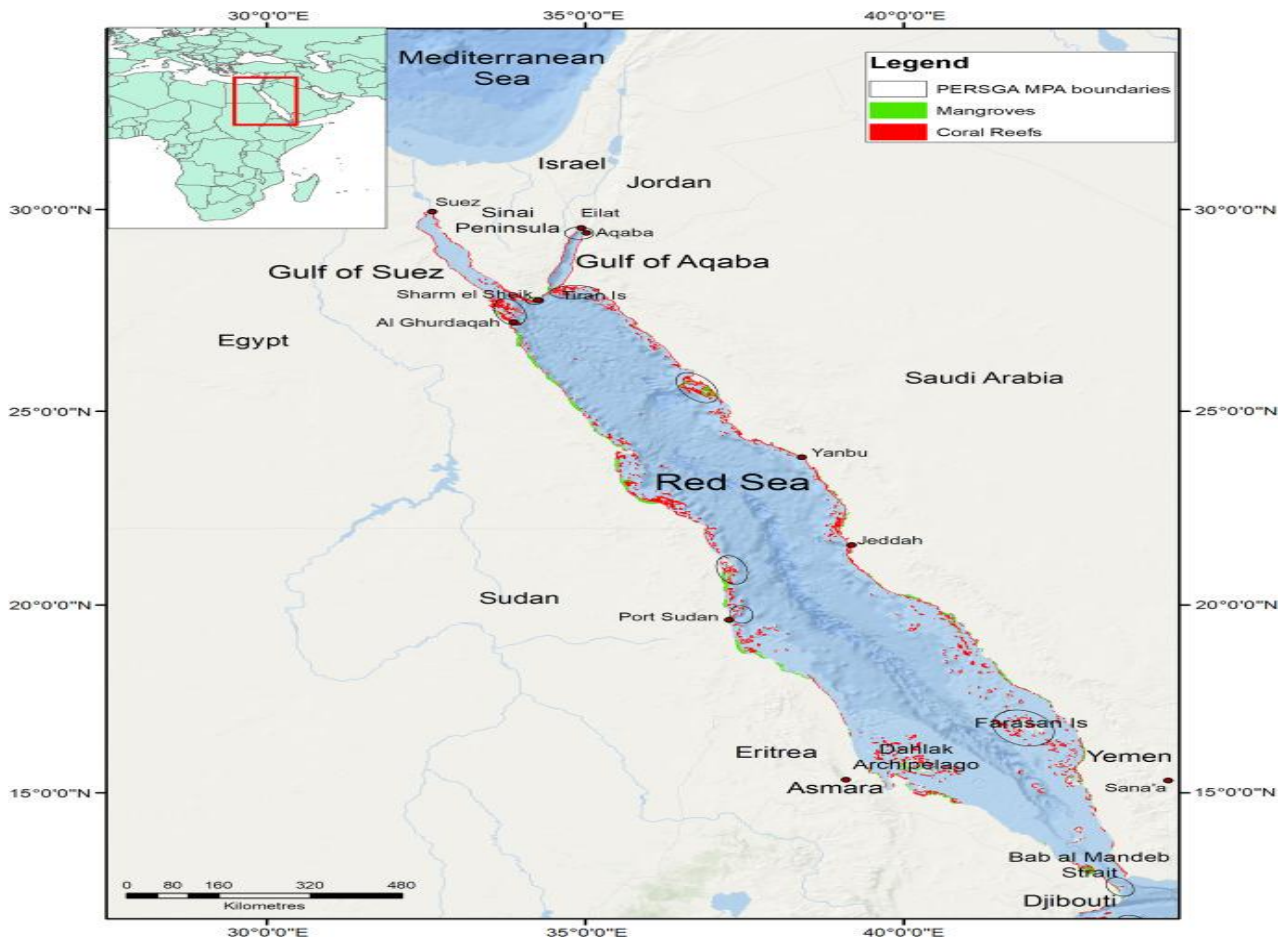 30°0'0"E
35°0'0"E
40°0'0"E
Mediterranean
Sea
Legend
PERSGA MPA boundaries
Mangroves
Coral Reefs
Israel
Jordan
30°0'0"N
30°0'0"N
Suez
Sinai
Peninsula
Eilat
Aqaba
Gulf of Suez
Gulf of Aqaba
Sharm el Sheik
Tiran Is
Al Ghurdaqah
Egypt
Saudi Arabia
25°0'0"N
25°0'0"N
Yanbu
Red Sea
Jeddah
Sudan
20°0'0"N
20°0'0"N
Port Sudan
Farasan Is
Eritrea
Dahlak
Archipelago
Yemen
Asmara
Sana'a
15°0'0"N
15°0'0"N
Bab al Mandeb
Strait
Djibouti
0 80 160 320 480
Kilometres
30°0'0"E
35°0'0"E
40°0'0"E